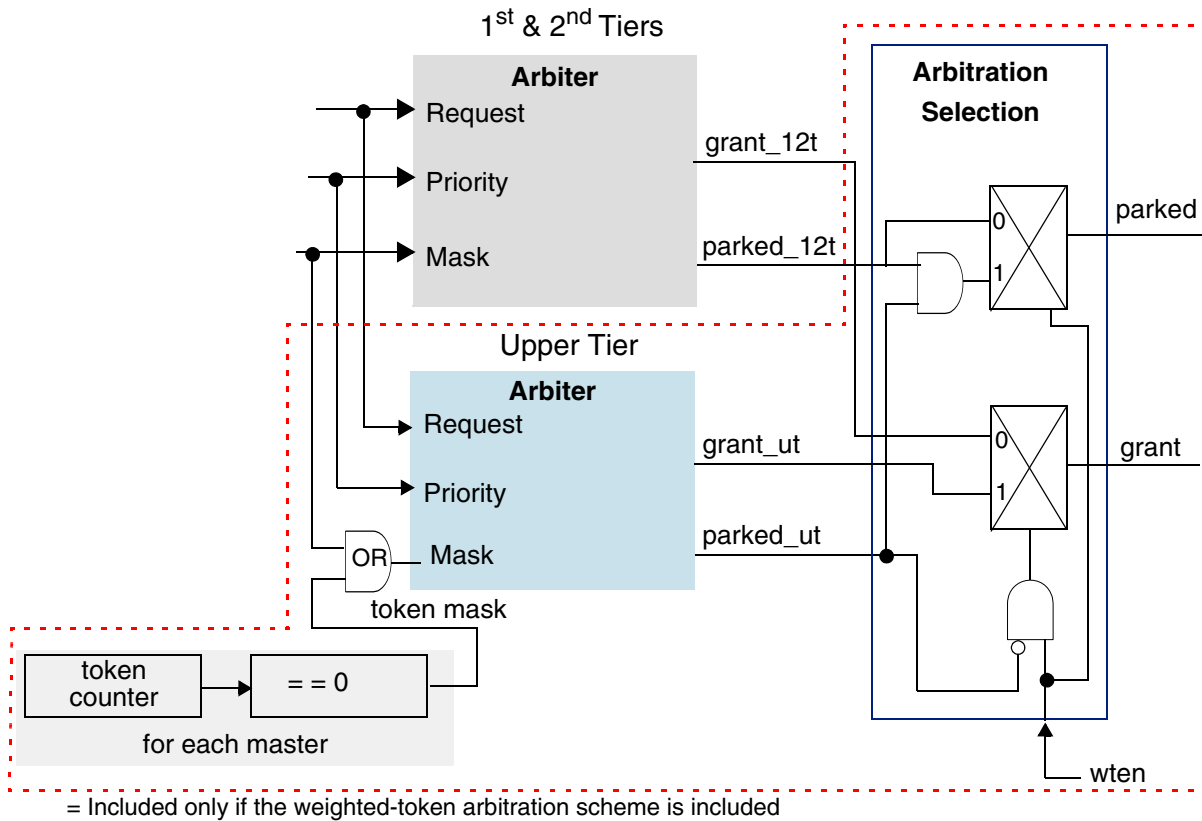 1st & 2nd Tiers
Arbiter
Request
Priority
Mask
grant_12t
parked_12t
Arbitration
Selection
0
1
parked
Upper Tier
Arbiter
Request
Priority
Mask
OR
token mask
grant_ut
parked_ut
0
1
grant
token
counter
= = 0
for each master
wten
= Included only if the weighted-token arbitration scheme is included